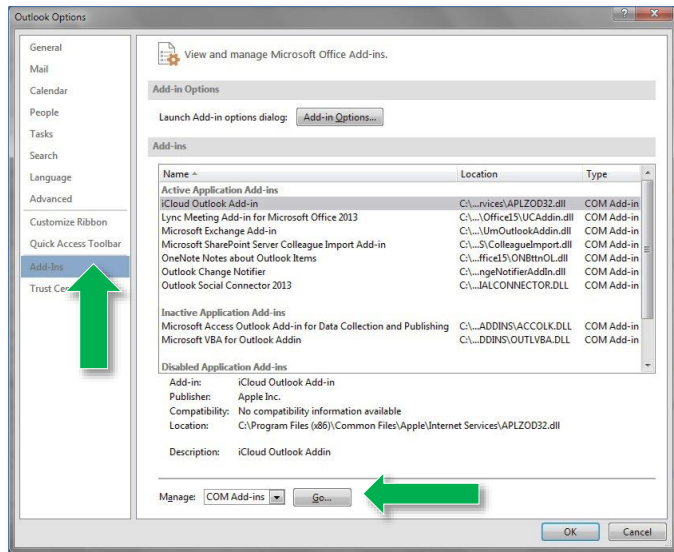 Outlook Options
General
Mail
Calendar
People
Tasks
Search
Language
Advanced
Customize Ribbon
Quick Access Toolbar
Add-Ins
Trust
View and manage Microsoft Office Add-ins.
Add-in Options
Launch Add-in options dialog: Add-in Options...
Add-ins
Name Location Type
Active Application Add-ins
iCloud Outlook Add-in C:\...rvices\APLZOD32.dll COM Add-in
Lync Meeting Add-in for Microsoft Office 2013 C:\...\Office15\UCAddin.dll COM Add-in
Microsoft Exchange Add-in C:\...\UmOutlookAddin.dll COM Add-in
Microsoft SharePoint Server Colleague Import Add-in C:\...S\ColleagueImport.dll COM Add-in
OneNote Notes about Outlook Items C:\...ffice15\ONBttnOL.dll COM Add-in
Outlook Change Notifier C:\...ngeNotifierAddIn.dll COM Add-in
Outlook Social Connector 2013 C:\...IALCONNECTOR.DLL COM Add-in
Inactive Application Add-ins
Microsoft Access Outlook Add-in for Data Collection and Publishing C:\...ADDINS\ACCOLK.DLL COM Add-in
Microsoft VBA for Outlook Addin C:\...DDINS\OUTLVBA.DLL COM Add-in
Disabled Application Add-ins
Add-in: iCloud Outlook Add-in
Publisher: Apple Inc.
Compatibility: No compatibility information available
Location: C:\Program Files (x86)\Common Files\Apple\Internet Services\APLZOD32.dll
Description: iCloud Outlook Addin
Manage: COM Add-ins Go...
OK Cancel